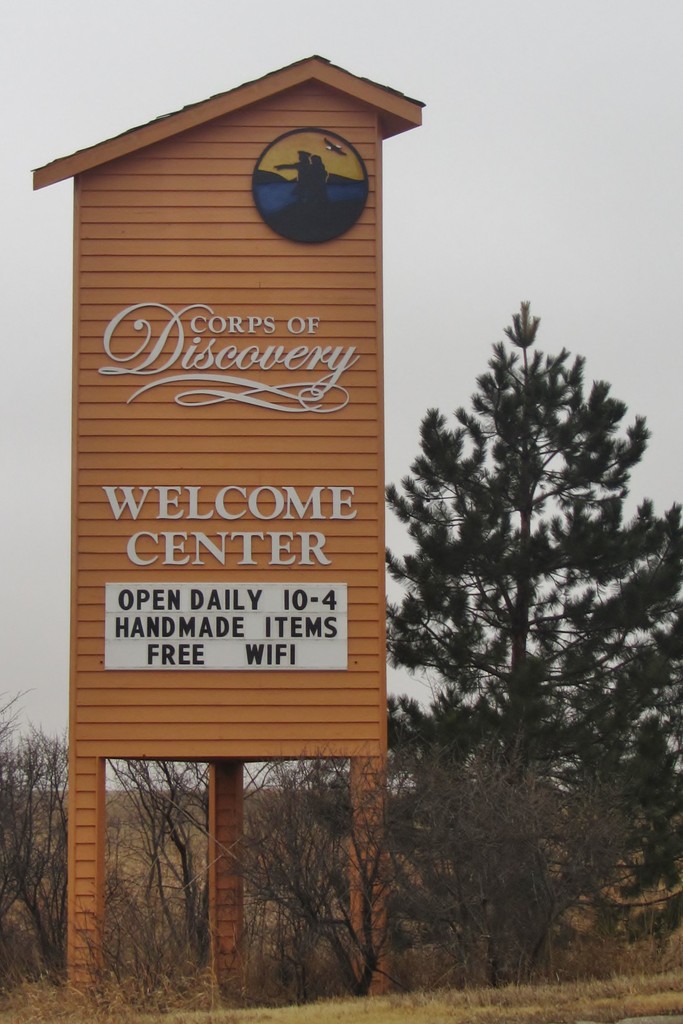 CORPS OF
Discovery
WELCOME
CENTER
OPEN DAILY 10-4
HANDMADE ITEMS
FREE WIFI